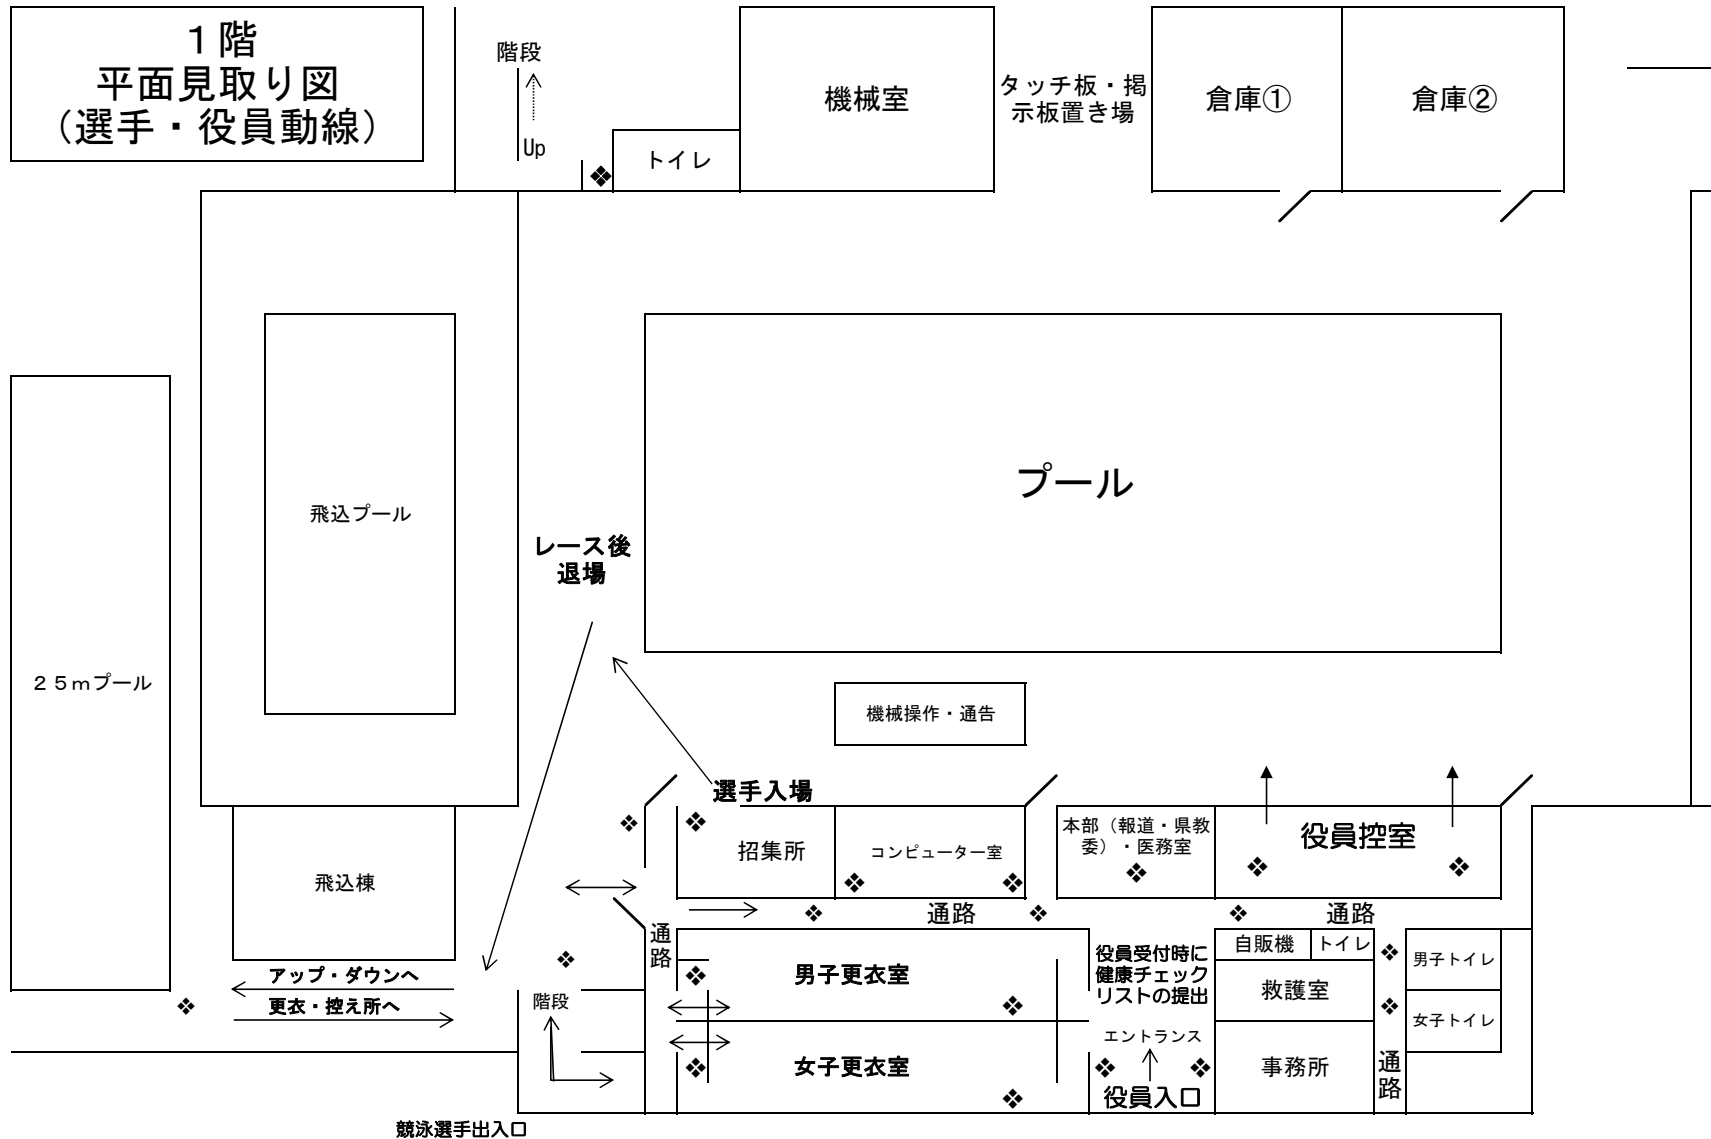 １階
平面見取り図
（選手・役員動線）
階段
Up
トイレ
機械室
タッチ板・掲
示板置き場
倉庫①
倉庫②
プール
飛込プール
レース後
退場
２５ｍプール
機械操作・通告
選手入場
招集所
コンピューター室
本部（報道・県教
委）・医務室
役員控室
飛込棟
通路
通路
通
路
男子更衣室
役員受付時に
健康チェック
リストの提出
自販機
トイレ
男子トイレ
アップ・ダウンへ
更衣・控え所へ
階段
救護室
女子トイレ
エントランス
女子更衣室
事務所
通
路
役員入口
競泳選手出入口